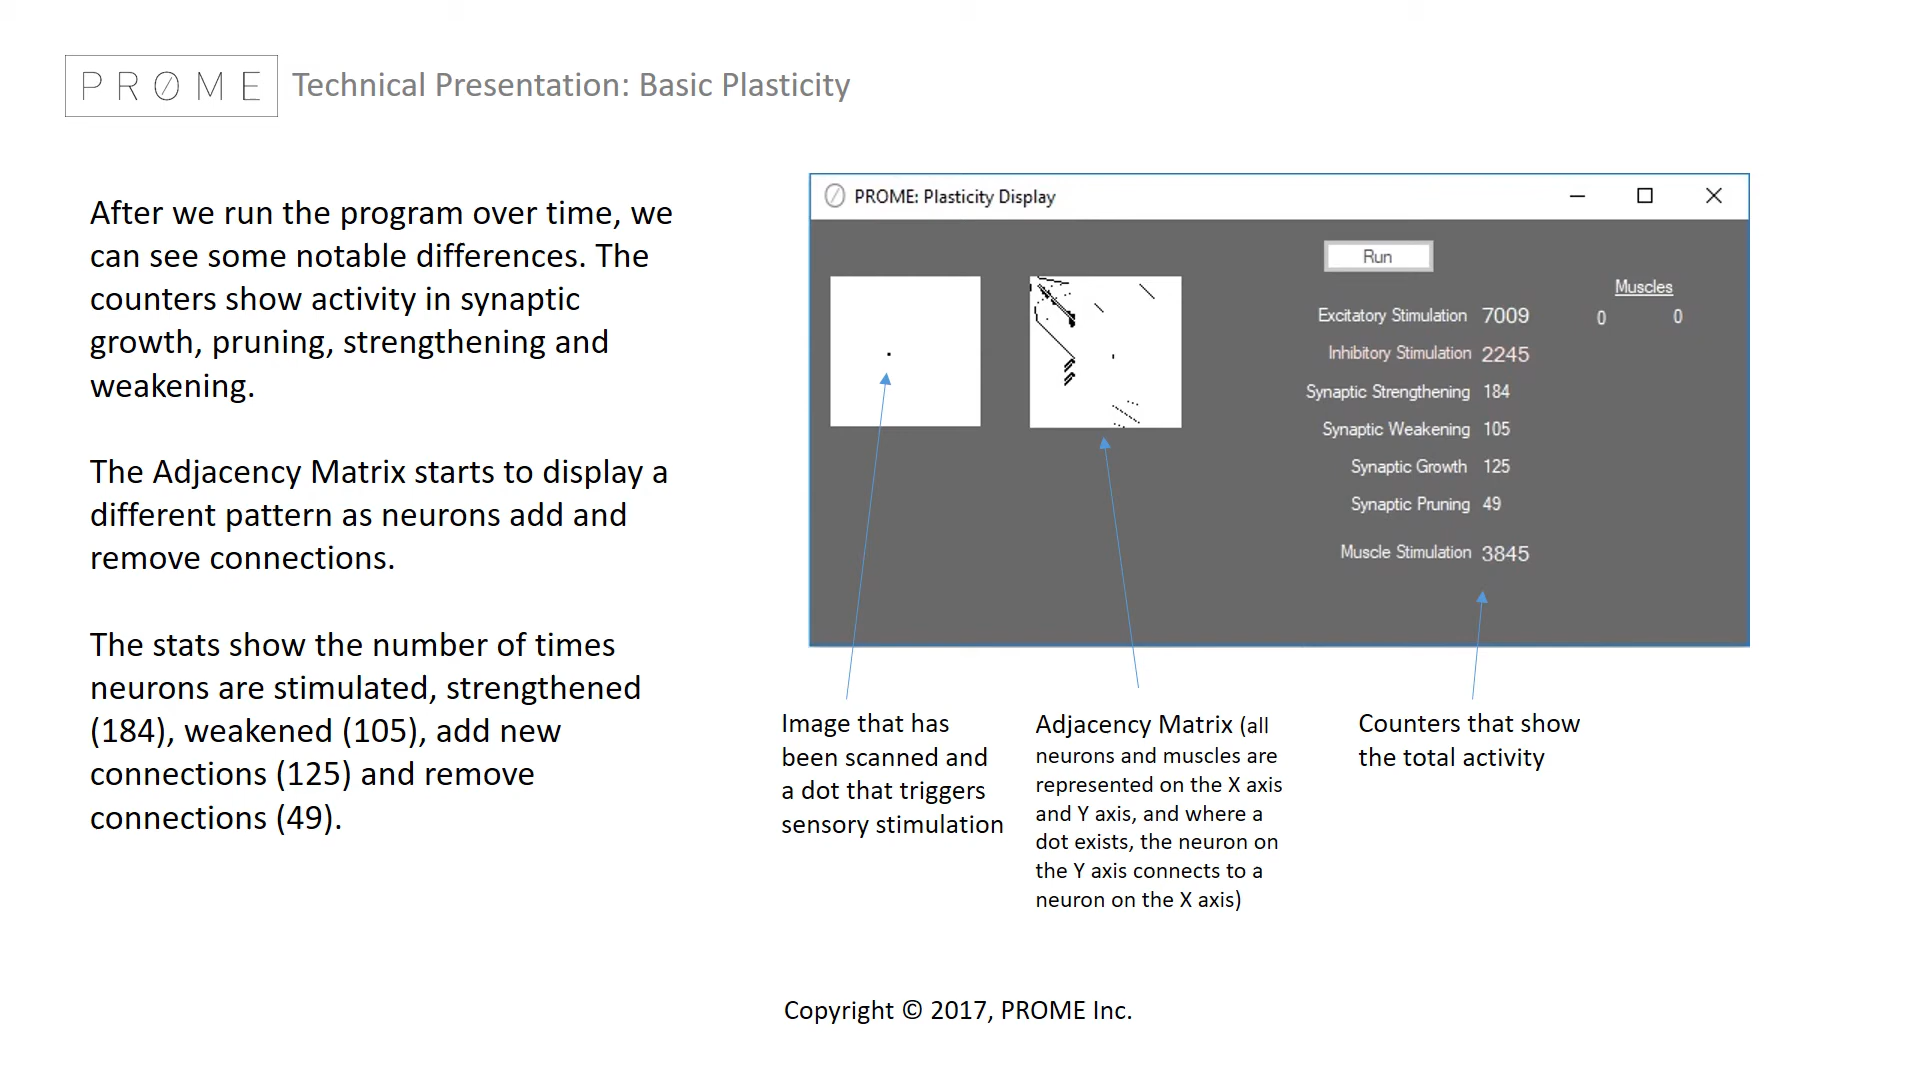 PRØME
Technical Presentation: Basic Plasticity
After we run the program over time, we
can see some notable differences. The
counters show activity in synaptic
growth, pruning, strengthening and
weakening.
The Adjacency Matrix starts to display a
different pattern as neurons add and
remove connections.
The stats show the number of times
neurons are stimulated, strengthened
(184), weakened (105), add new
connections (125) and remove
connections (49).
PROME: Plasticity Display
Run
Muscles
0 0
Excitatory Stimulation 7009
Inhibitory Stimulation 2245
Synaptic Strengthening 184
Synaptic Weakening 105
Synaptic Growth 125
Synaptic Pruning 49
Muscle Stimulation 3845
Image that has
been scanned and
a dot that triggers
sensory stimulation
Adjacency Matrix (all
neurons and muscles are
represented on the X axis
and Y axis, and where a
dot exists, the neuron on
the Y axis connects to a
neuron on the X axis)
Counters that show
the total activity
Copyright © 2017, PROME Inc.